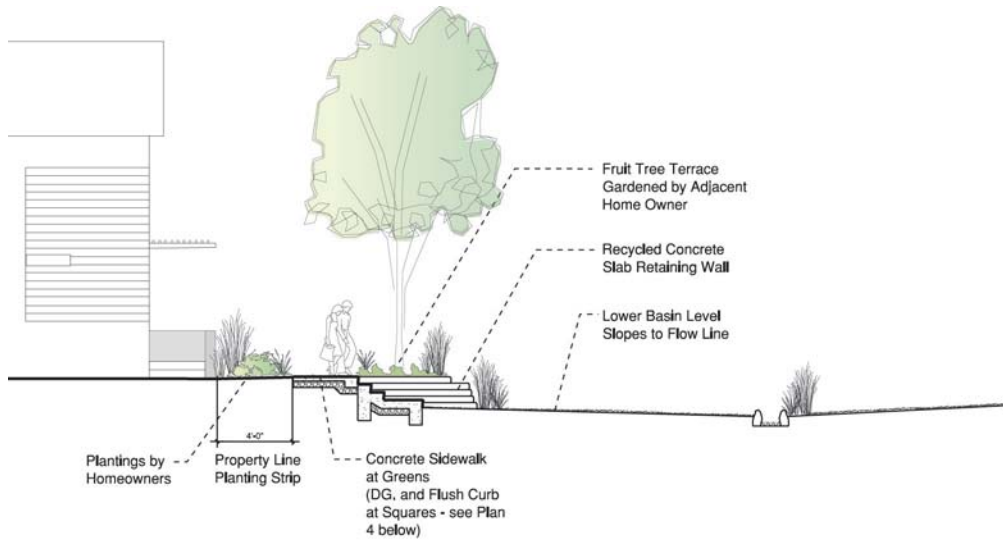 Fruit Tree Terrace
Gardened by Adjacent
Home Owner
Recycled Concrete
Slab Retaining Wall
Lower Basin Level
Slopes to Flow Line
4'-0"
Plantings by
Homeowners
Property Line
Planting Strip
Concrete Sidewalk
at Greens
(DG, and Flush Curb
at Squares - see Plan
4 below)